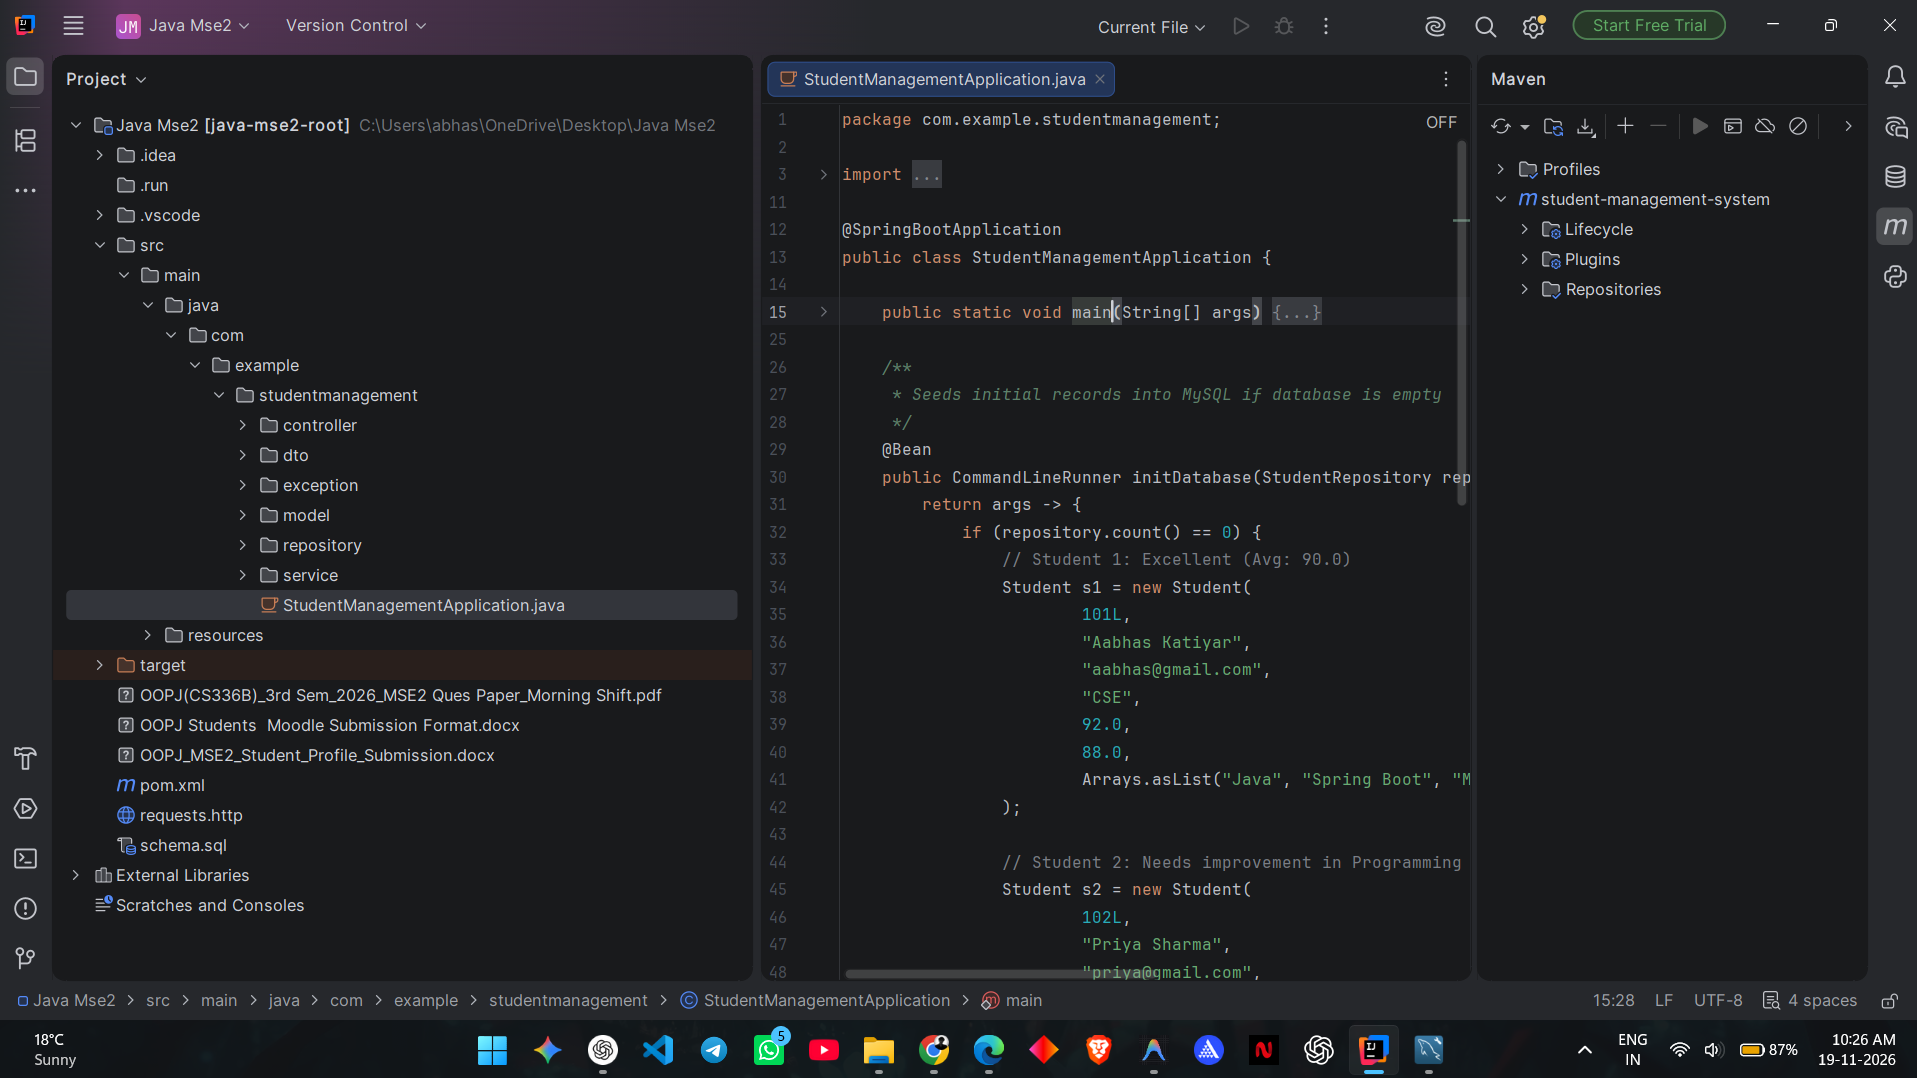 JM Java Mse2
Version Control
Current File
Start Free Trial
Project
Java Mse2 [java-mse2-root] C:\Users\abhas\OneDrive\Desktop\Java Mse2
.idea
.run
.vscode
src
main
java
com
example
studentmanagement
controller
dto
exception
model
repository
service
StudentManagementApplication.java
resources
target
OOPJ(CS336B)_3rd Sem_2026_MSE2 Ques Paper_Morning Shift.pdf
OOPJ Students  Moodle Submission Format.docx
OOPJ_MSE2_Student_Profile_Submission.docx
pom.xml
requests.http
schema.sql
External Libraries
Scratches and Consoles
StudentManagementApplication.java
OFF
1 package com.example.studentmanagement;
2
3 import ...
11
12 @SpringBootApplication
13 public class StudentManagementApplication {
14
15 public static void main(String[] args) {...}
25
26 /**
27 * Seeds initial records into MySQL if database is empty
28 */
29 @Bean
30 public CommandLineRunner initDatabase(StudentRepository rep
31 return args -> {
32 if (repository.count() == 0) {
33 // Student 1: Excellent (Avg: 90.0)
34 Student s1 = new Student(
35 101L,
36 "Aabhas Katiyar",
37 "aabhas@gmail.com",
38 "CSE",
39 92.0,
40 88.0,
41 Arrays.asList("Java", "Spring Boot", "M
42 );
43
44 // Student 2: Needs improvement in Programming
45 Student s2 = new Student(
46 102L,
47 "Priya Sharma",
48 "priya@gmail.com",
Maven
Profiles
student-management-system
Lifecycle
Plugins
Repositories
Java Mse2 > src > main > java > com > example > studentmanagement > StudentManagementApplication > main
15:28 LF UTF-8 4 spaces
18°C
Sunny
5
ENG
IN
87%
10:26 AM
19-11-2026